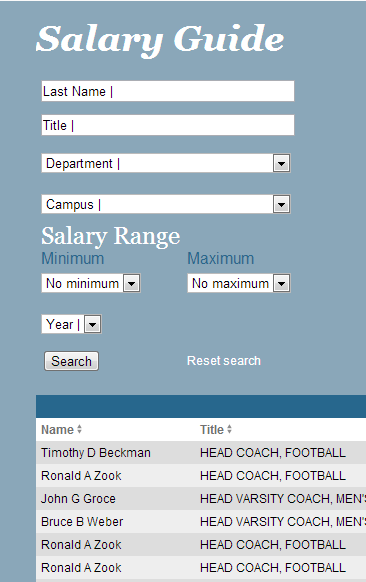 Salary Guide
Last Name |
Title |
Department |
Campus |
Salary Range
Minimum Maximum
No minimum No maximum
Year |
Search Reset search
Name Title
Timothy D Beckman HEAD COACH, FOOTBALL
Ronald A Zook HEAD COACH, FOOTBALL
John G Groce HEAD VARSITY COACH, MEN'S
Bruce B Weber HEAD VARSITY COACH, MEN'S
Ronald A Zook HEAD COACH, FOOTBALL
Ronald A Zook HEAD COACH, FOOTBALL